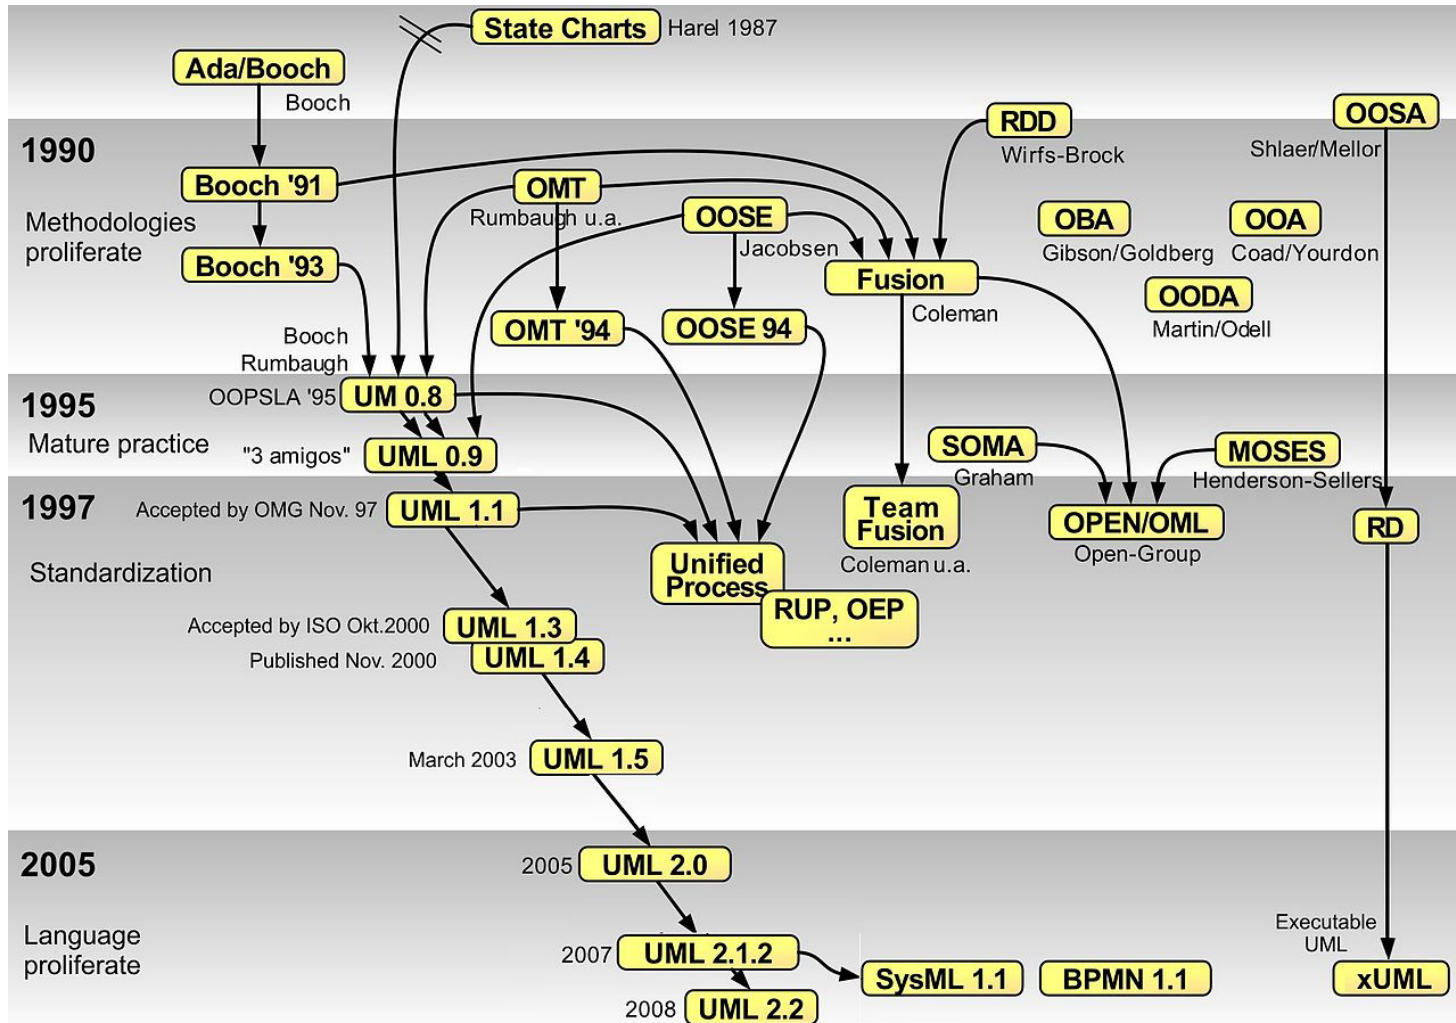 State Charts
Harel 1987
Ada/Booch
Booch
RDD
Wirfs-Brock
OOSA
Shlaer/Mellor
1990
Methodologies
proliferate
Booch '91
OMT
Rumbaugh u.a.
OOSE
Jacobsen
OBA
Gibson/Goldberg
OOA
Coad/Yourdon
Booch '93
Fusion
Coleman
OODA
Martin/Odell
OMT '94
OOSE 94
Booch
Rumbaugh
OOPSLA '95
UM 0.8
1995
Mature practice
"3 amigos"
UML 0.9
SOMA
Graham
MOSES
Henderson-Sellers
1997
Standardization
Accepted by OMG Nov. 97
UML 1.1
Team
Fusion
Coleman u.a.
OPEN/OML
Open-Group
RD
Unified
Process
RUP, OEP
...
Accepted by ISO Okt.2000
UML 1.3
Published Nov. 2000
UML 1.4
March 2003
UML 1.5
2005
Language
proliferate
2005
UML 2.0
2007
UML 2.1.2
2008
UML 2.2
SysML 1.1
BPMN 1.1
Executable
UML
xUML